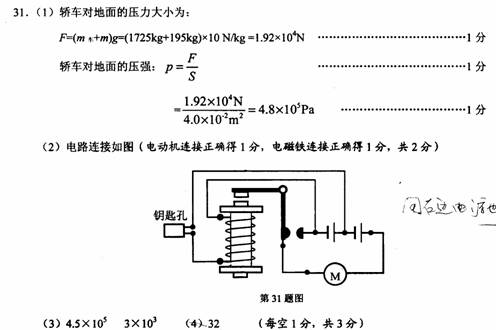 31.（1）轿车对地面的压力大小为：
F=(m车+m)g=(1725kg+195kg)×10 N/kg =1.92×10⁴N ………………………………1 分
轿车对地面的压强：p = F/S ………………………………1 分
= 1.92×10⁴N / 4.0×10⁻²m² = 4.8×10⁵Pa …………………………1 分
（2）电路连接如图（电动机连接正确得 1 分，电磁铁连接正确得 1 分，共 2 分）
钥匙孔
M
第 31 题图
（3）4.5×10⁵ 3×10³ （4）32 （每空 1 分，共 3 分）